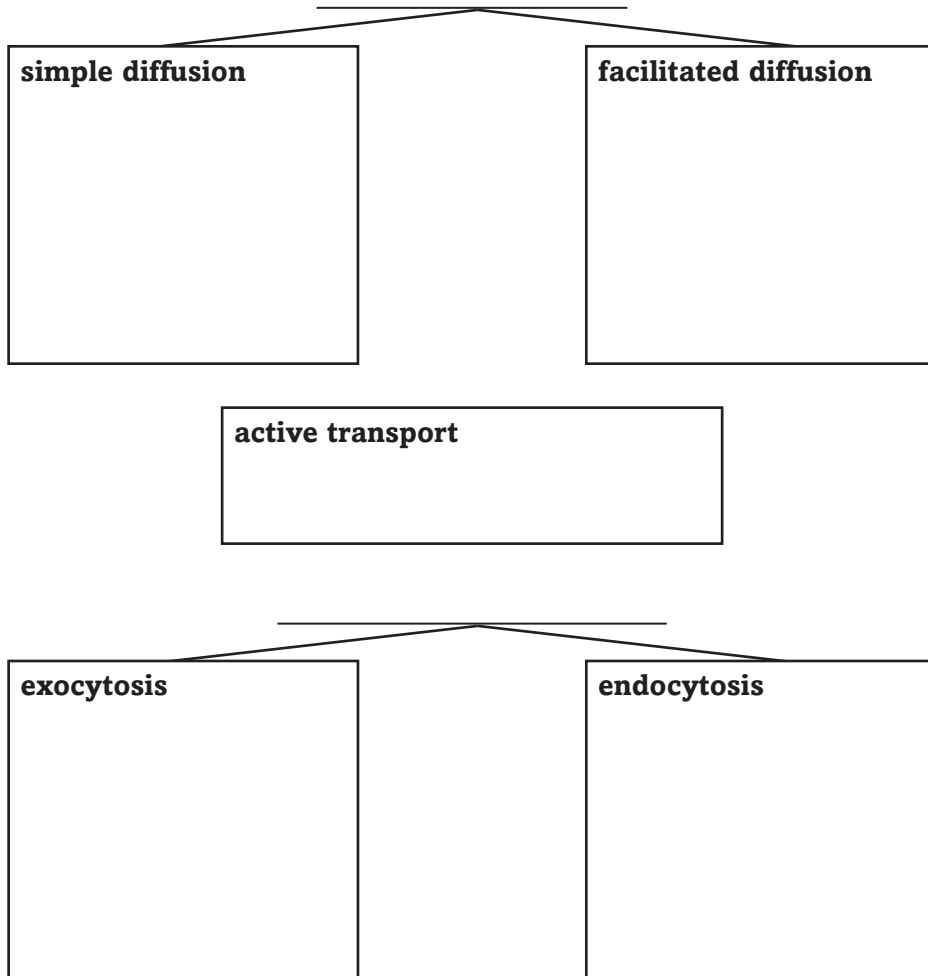 simple diffusion
facilitated diffusion
active transport
exocytosis
endocytosis